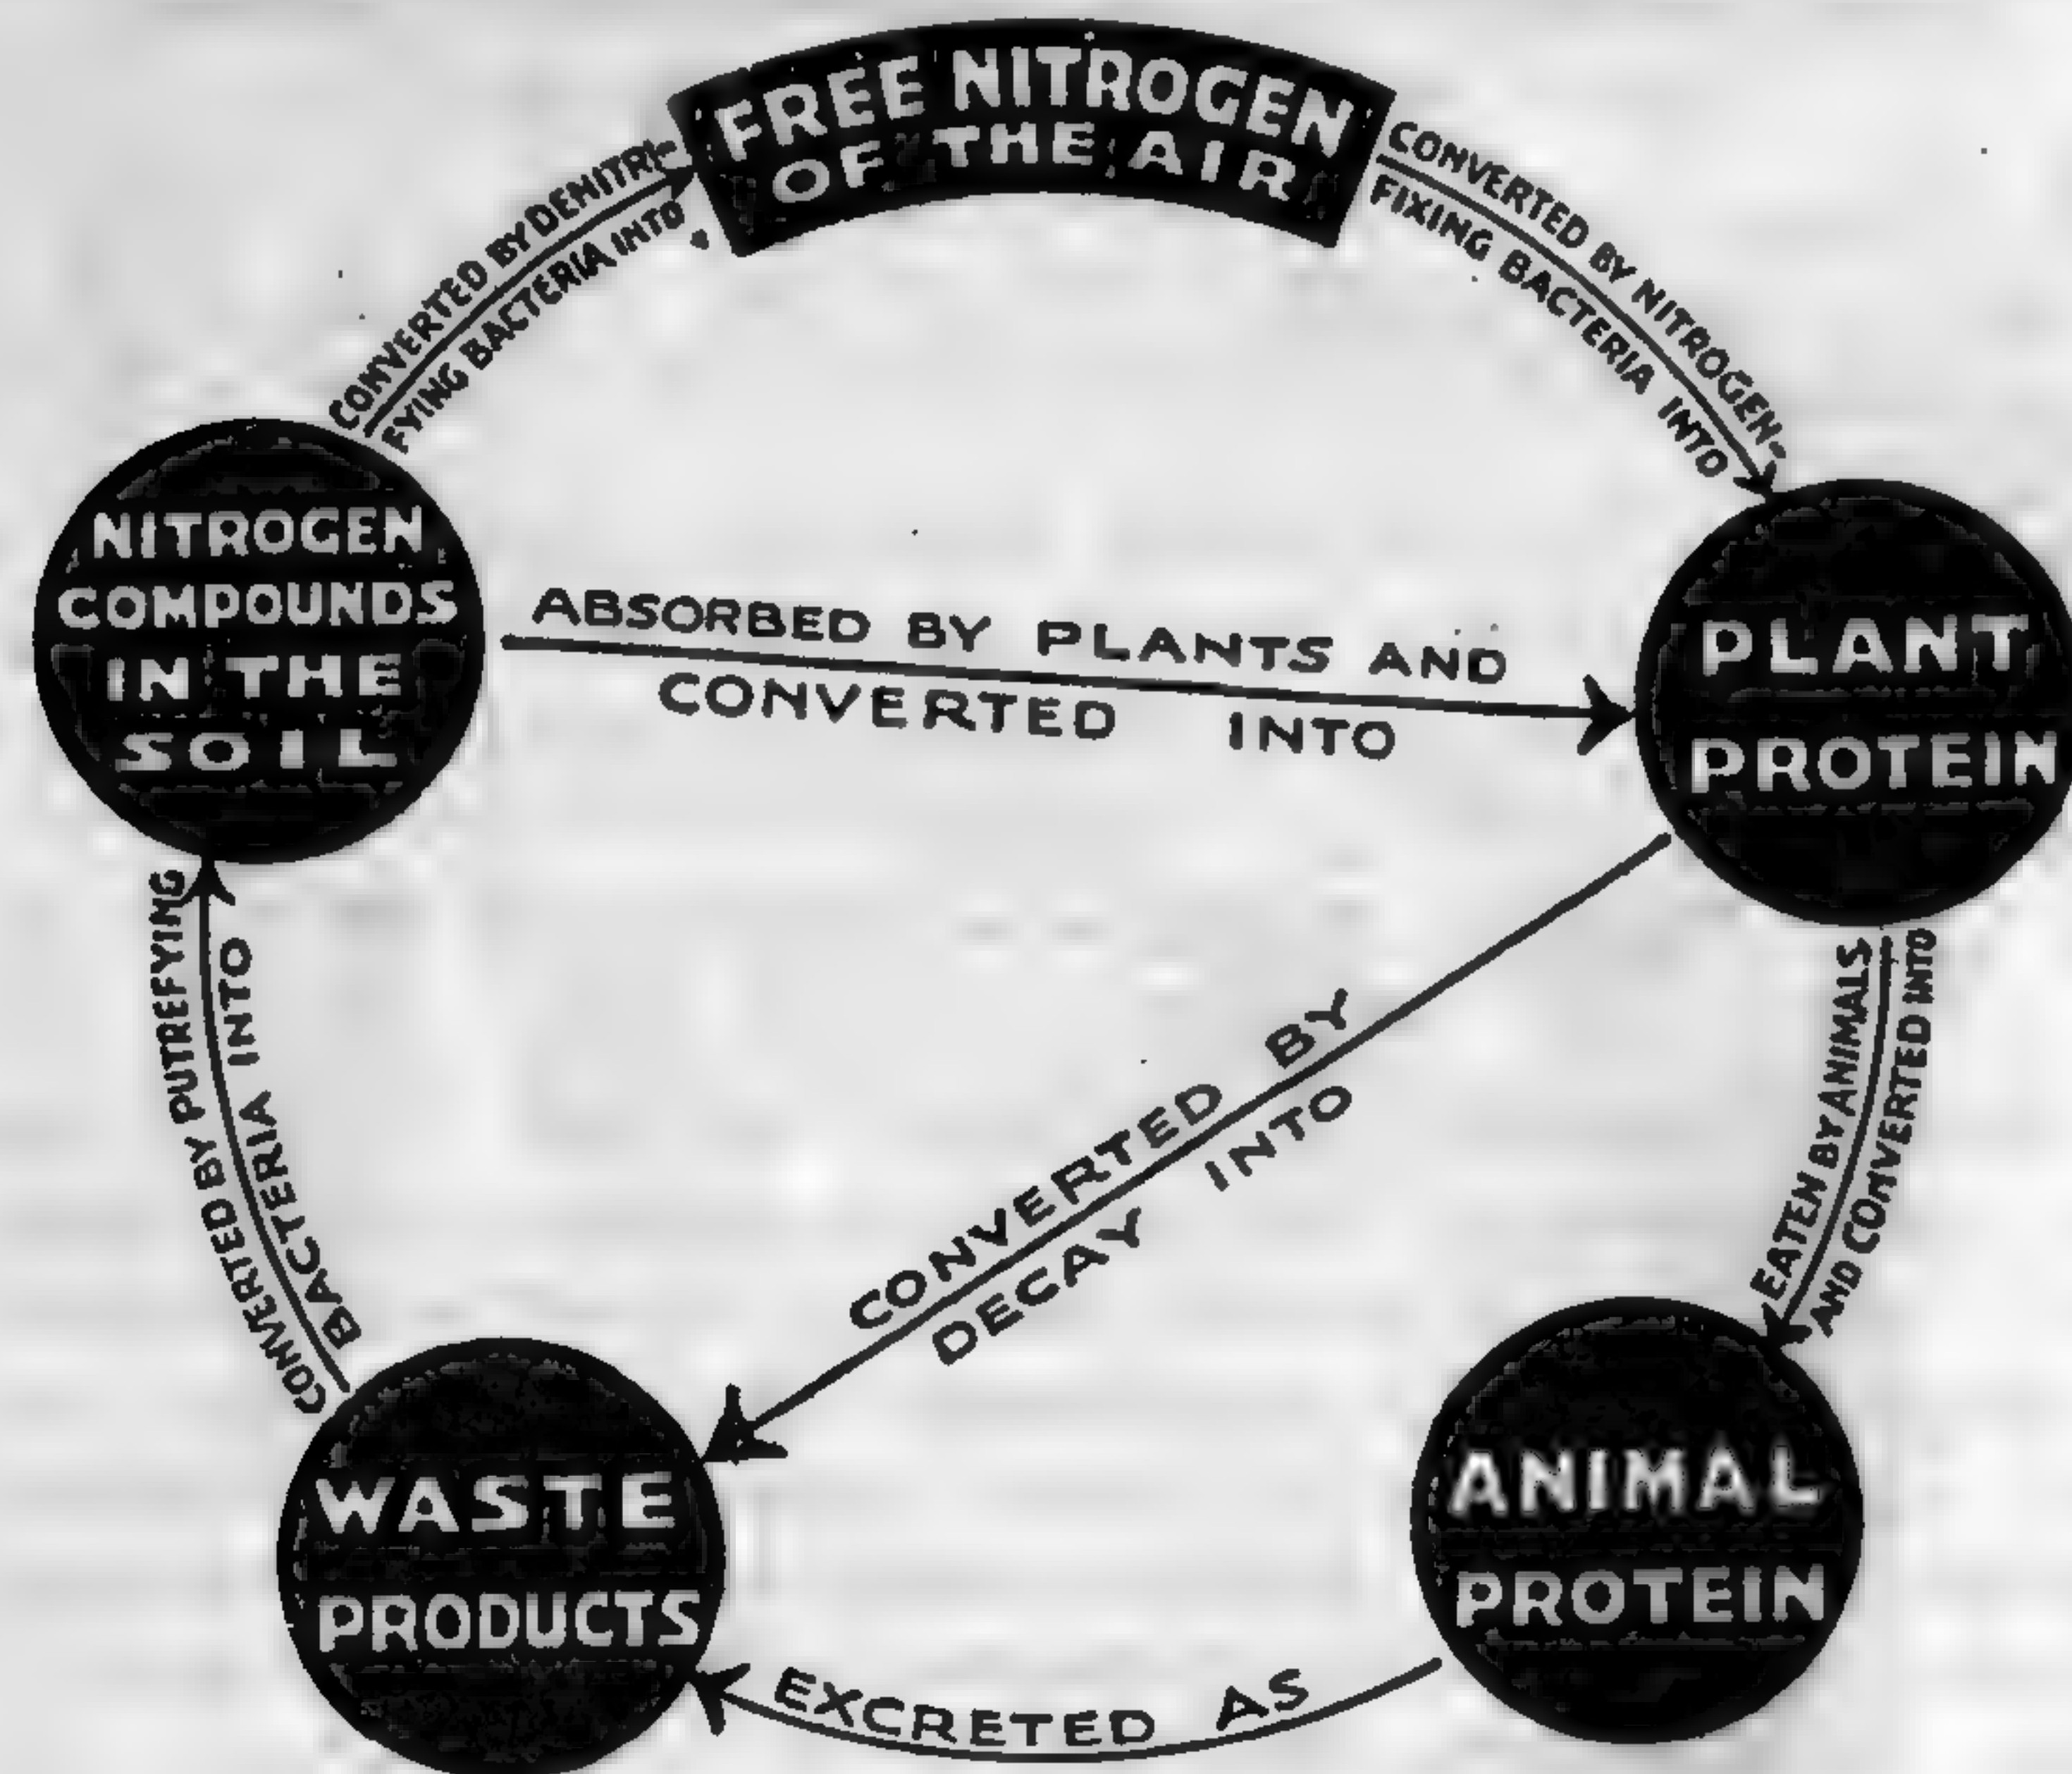 FREE NITROGEN
OF THE AIR
CONVERTED BY DENITRI-
FYING BACTERIA INTO
CONVERTED BY NITROGEN-
FIXING BACTERIA INTO
NITROGEN
COMPOUNDS
IN THE
SOIL
ABSORBED BY PLANTS AND
CONVERTED INTO
PLANT
PROTEIN
CONVERTED BY PUTREFYING
BACTERIA INTO
CONVERTED BY
DECAY INTO
EATEN BY ANIMALS
AND CONVERTED INTO
WASTE
PRODUCTS
ANIMAL
PROTEIN
EXCRETED AS